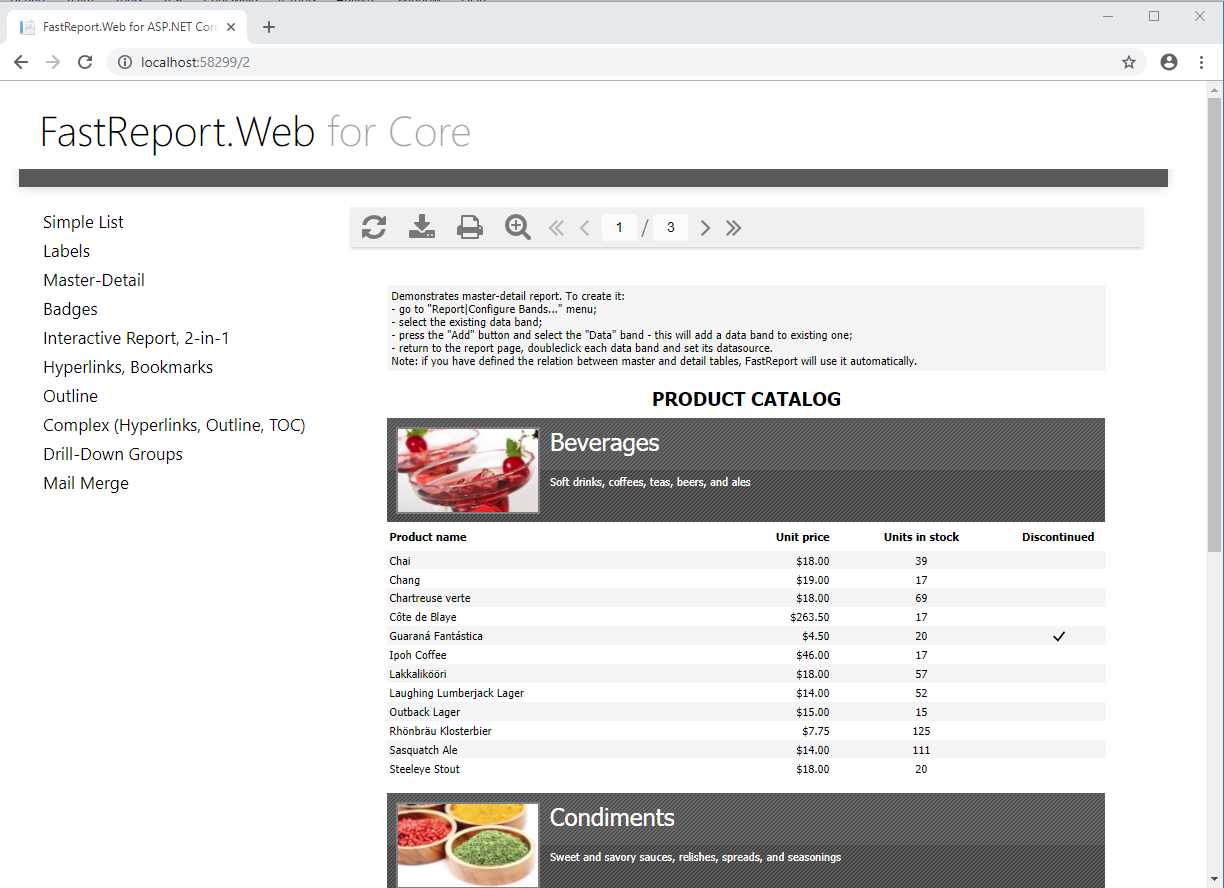 FastReport.Web for ASP.NET Core
localhost:58299/2
FastReport.Web for Core
Simple List
Labels
Master-Detail
Badges
Interactive Report, 2-in-1
Hyperlinks, Bookmarks
Outline
Complex (Hyperlinks, Outline, TOC)
Drill-Down Groups
Mail Merge
1 / 3
Demonstrates master-detail report. To create it:
- go to "Report|Configure Bands..." menu;
- select the existing data band;
- press the "Add" button and select the "Data" band - this will add a data band to existing one;
- return to the report page, doubleclick each data band and set its datasource.
Note: if you have defined the relation between master and detail tables, FastReport will use it automatically.
PRODUCT CATALOG
Beverages
Soft drinks, coffees, teas, beers, and ales
Product name Unit price Units in stock Discontinued
Chai $18.00 39
Chang $19.00 17
Chartreuse verte $18.00 69
Côte de Blaye $263.50 17
Guaraná Fantástica $4.50 20
Ipoh Coffee $46.00 17
Lakkalikööri $18.00 57
Laughing Lumberjack Lager $14.00 52
Outback Lager $15.00 15
Rhönbräu Klosterbier $7.75 125
Sasquatch Ale $14.00 111
Steeleye Stout $18.00 20
Condiments
Sweet and savory sauces, relishes, spreads, and seasonings